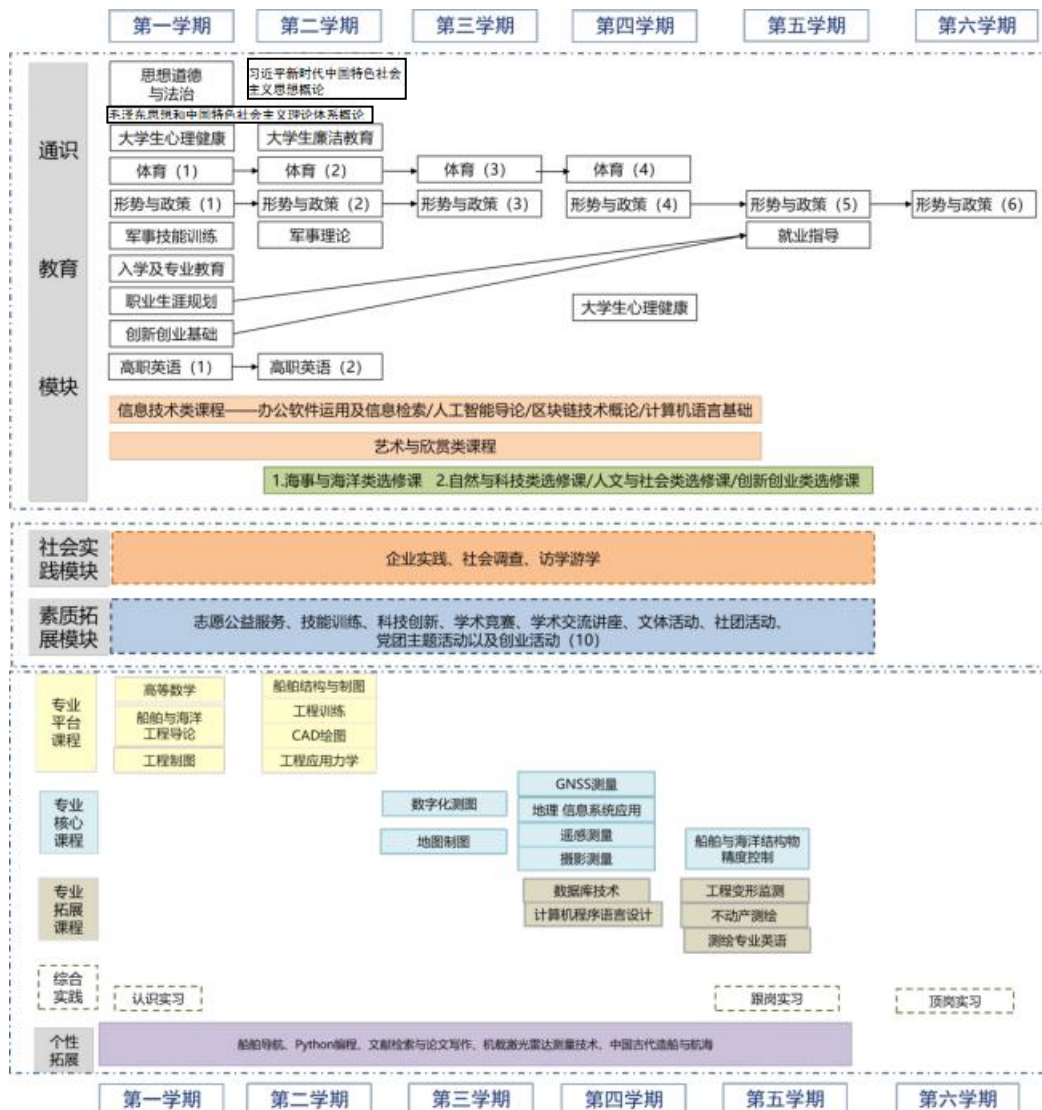 第一学期 第二学期 第三学期 第四学期 第五学期 第六学期
通识
教育
模块
思想道德
与法治
习近平新时代中国特色社会
主义思想概论
毛泽东思想和中国特色社会主义理论体系概论
大学生心理健康 大学生廉洁教育
体育（1） 体育（2） 体育（3） 体育（4）
形势与政策（1） 形势与政策（2） 形势与政策（3） 形势与政策（4） 形势与政策（5） 形势与政策（6）
军事技能训练 军事理论 就业指导
入学及专业教育
职业生涯规划
大学生心理健康
创新创业基础
高职英语（1） 高职英语（2）
信息技术类课程——办公软件运用及信息检索/人工智能导论/区块链技术概论/计算机语言基础
艺术与欣赏类课程
1.海事与海洋类选修课 2.自然与科技类选修课/人文与社会类选修课/创新创业类选修课
社会实
践模块
企业实践、社会调查、访学游学
素质拓
展模块
志愿公益服务、技能训练、科技创新、学术竞赛、学术交流讲座、文体活动、社团活动、
党团主题活动以及创业活动（10）
专业
平台
课程
高等数学
船舶与海洋
工程导论
工程制图
船舶结构与制图
工程训练
CAD绘图
工程应用力学
专业
核心
课程
数字化测图
地图制图
GNSS测量
地理 信息系统应用
遥感测量
摄影测量
船舶与海洋结构物
精度控制
专业
拓展
课程
数据库技术
计算机程序语言设计
工程变形监测
不动产测绘
测绘专业英语
综合
实践
认识实习 跟岗实习 顶岗实习
个性
拓展
船舶导航、Python编程、文献检索与论文写作、机载激光雷达测量技术、中国古代造船与航海
第一学期 第二学期 第三学期 第四学期 第五学期 第六学期